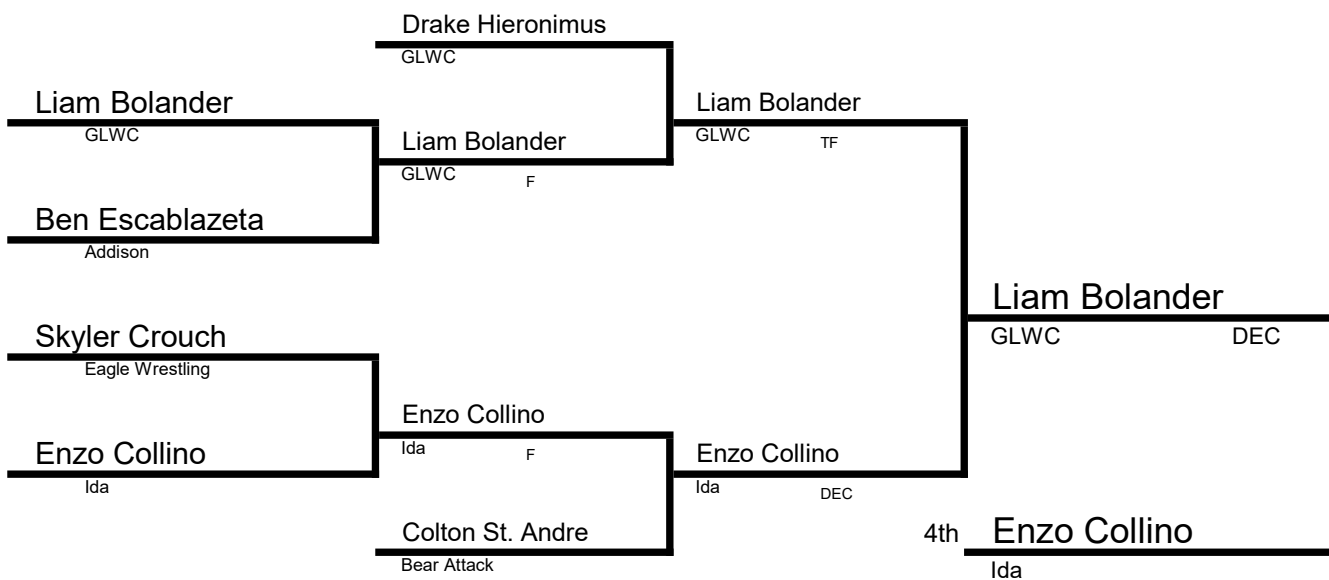 Drake Hieronimus
GLWC
Liam Bolander
GLWC
Liam Bolander
GLWC TF
Liam Bolander
GLWC F
Ben Escablazeta
Addison
Liam Bolander
GLWC DEC
Skyler Crouch
Eagle Wrestling
Enzo Collino
Ida F
Enzo Collino
Ida
Enzo Collino
Ida DEC
Colton St. Andre
Bear Attack
4th Enzo Collino
Ida